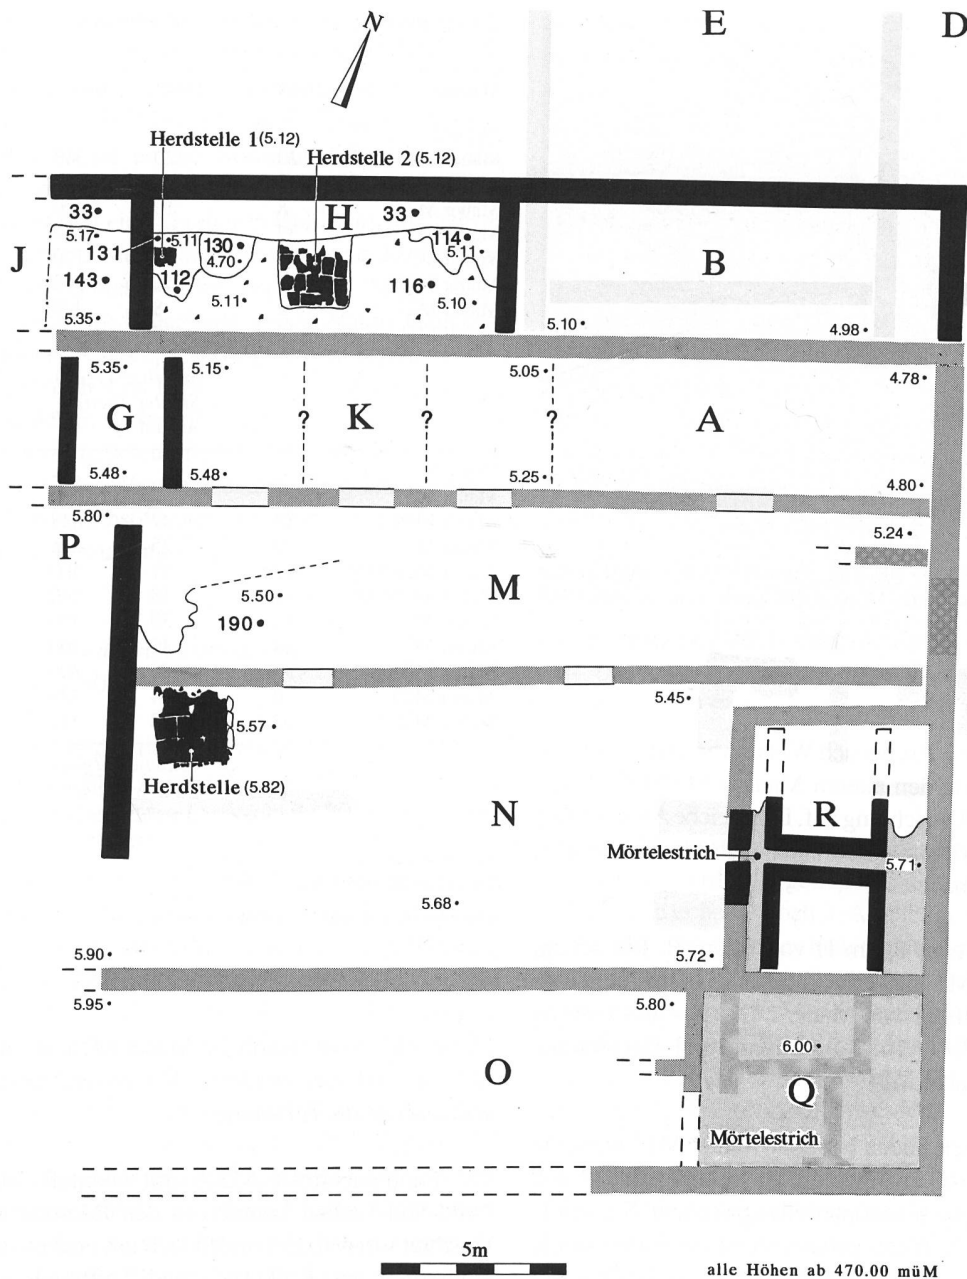 N
E
D
Herdstelle 1 (5.12)
Herdstelle 2 (5.12)
33
H
33
5.17
131
5.11
130
4.70
114
5.11
J
B
143
112
116
5.11
5.10
5.35
5.10
4.98
5.35
5.15
5.05
4.78
G
?
K
?
?
A
5.48
5.48
5.25
4.80
5.80
5.24
P
M
5.50
190
5.45
5.57
Herdstelle (5.82)
N
R
Mörtelestrich
5.71
5.68
5.90
5.72
5.95
5.80
6.00
O
Q
Mörtelestrich
5m
alle Höhen ab 470.00 müM